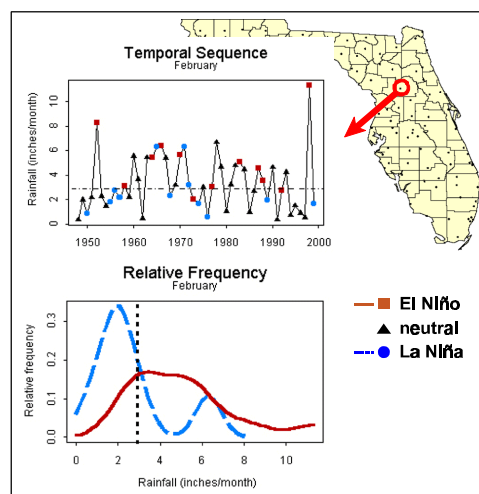 Temporal Sequence
February
Rainfall (inches/month)
0 2 4 6 8 10
1950 1960 1970 1980 1990 2000
Relative Frequency
February
Relative frequency
0.0 0.1 0.2 0.3
0 2 4 6 8 10
Rainfall (inches/month)
El Niño
neutral
La Niña